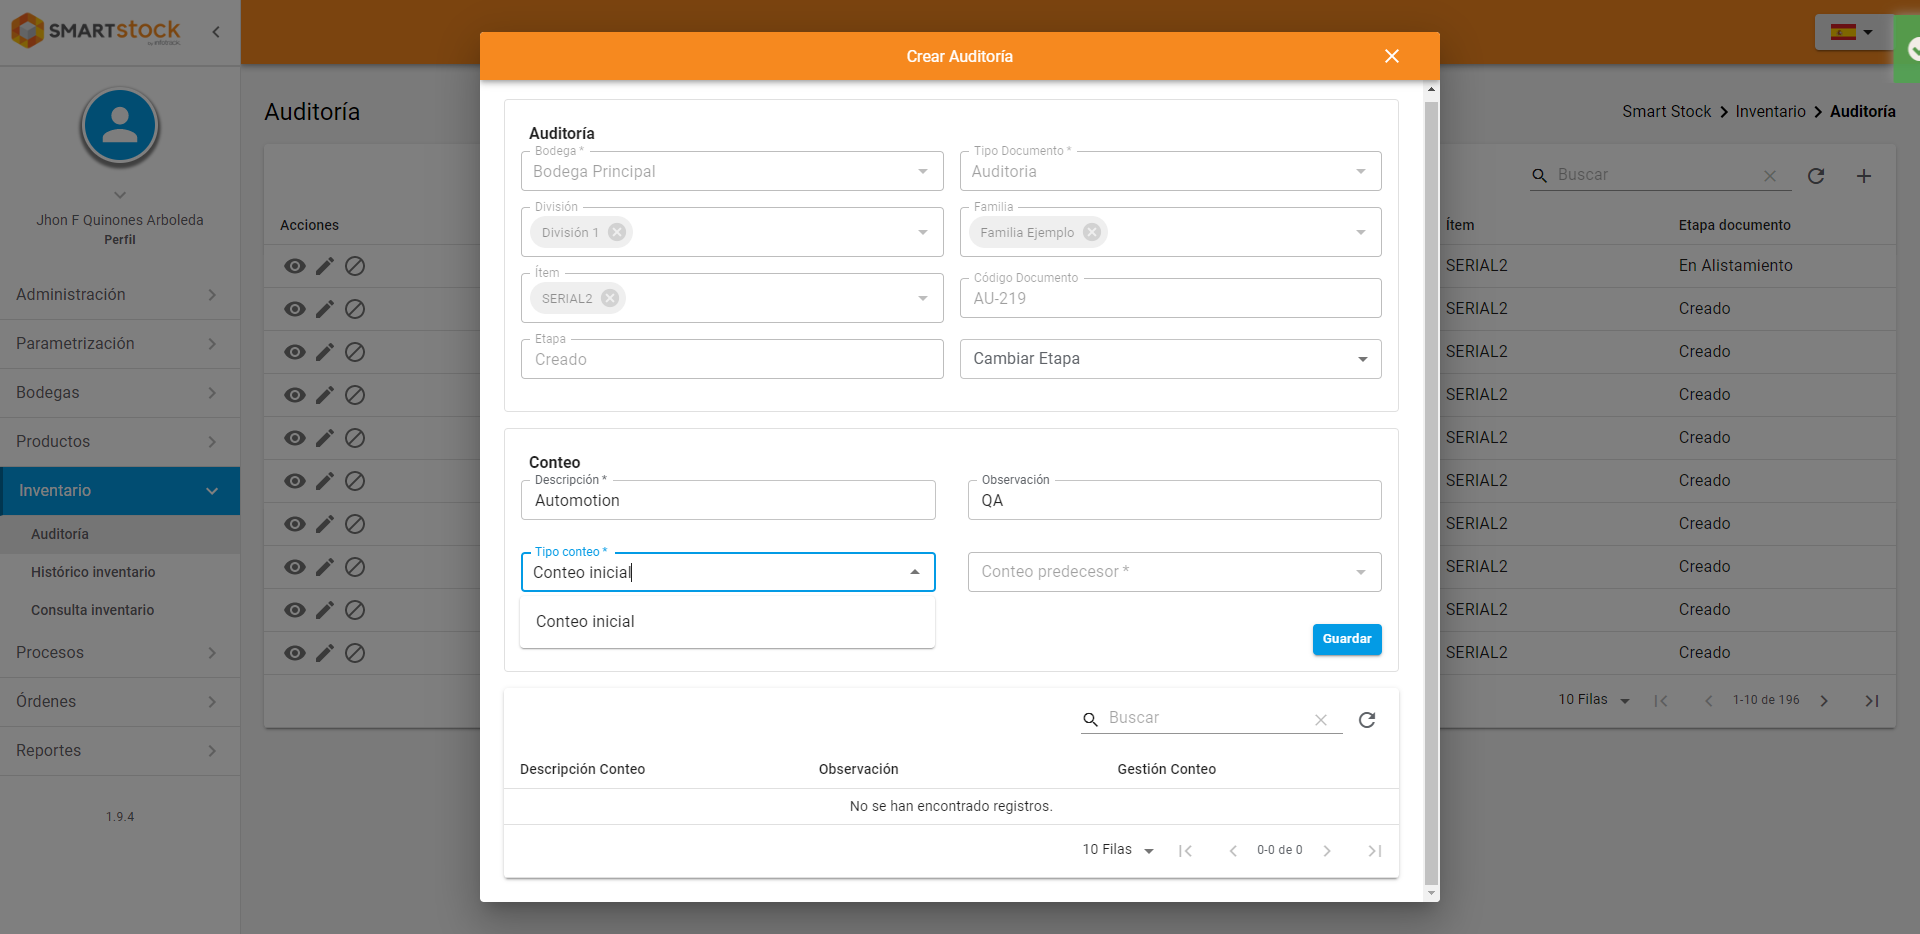 SMARTSTOCK
by infotrack
Jhon F Quinones Arboleda
Perfil
Administración
Parametrización
Bodegas
Productos
Inventario
Auditoría
Histórico inventario
Consulta inventario
Procesos
Órdenes
Reportes
1.9.4
Auditoría
Smart Stock > Inventario > Auditoría
Buscar
Acciones
Ítem
Etapa documento
SERIAL2
En Alistamiento
SERIAL2
Creado
SERIAL2
Creado
SERIAL2
Creado
SERIAL2
Creado
SERIAL2
Creado
SERIAL2
Creado
SERIAL2
Creado
SERIAL2
Creado
SERIAL2
Creado
10 Filas
1-10 de 196
Crear Auditoría
Auditoría
Bodega *
Bodega Principal
Tipo Documento *
Auditoria
División
División 1
Familia
Familia Ejemplo
Ítem
SERIAL2
Código Documento
AU-219
Etapa
Creado
Cambiar Etapa
Conteo
Descripción *
Automotion
Observación
QA
Tipo conteo *
Conteo inicial
Conteo predecesor *
Conteo inicial
Guardar
Buscar
Descripción Conteo
Observación
Gestión Conteo
No se han encontrado registros.
10 Filas
0-0 de 0